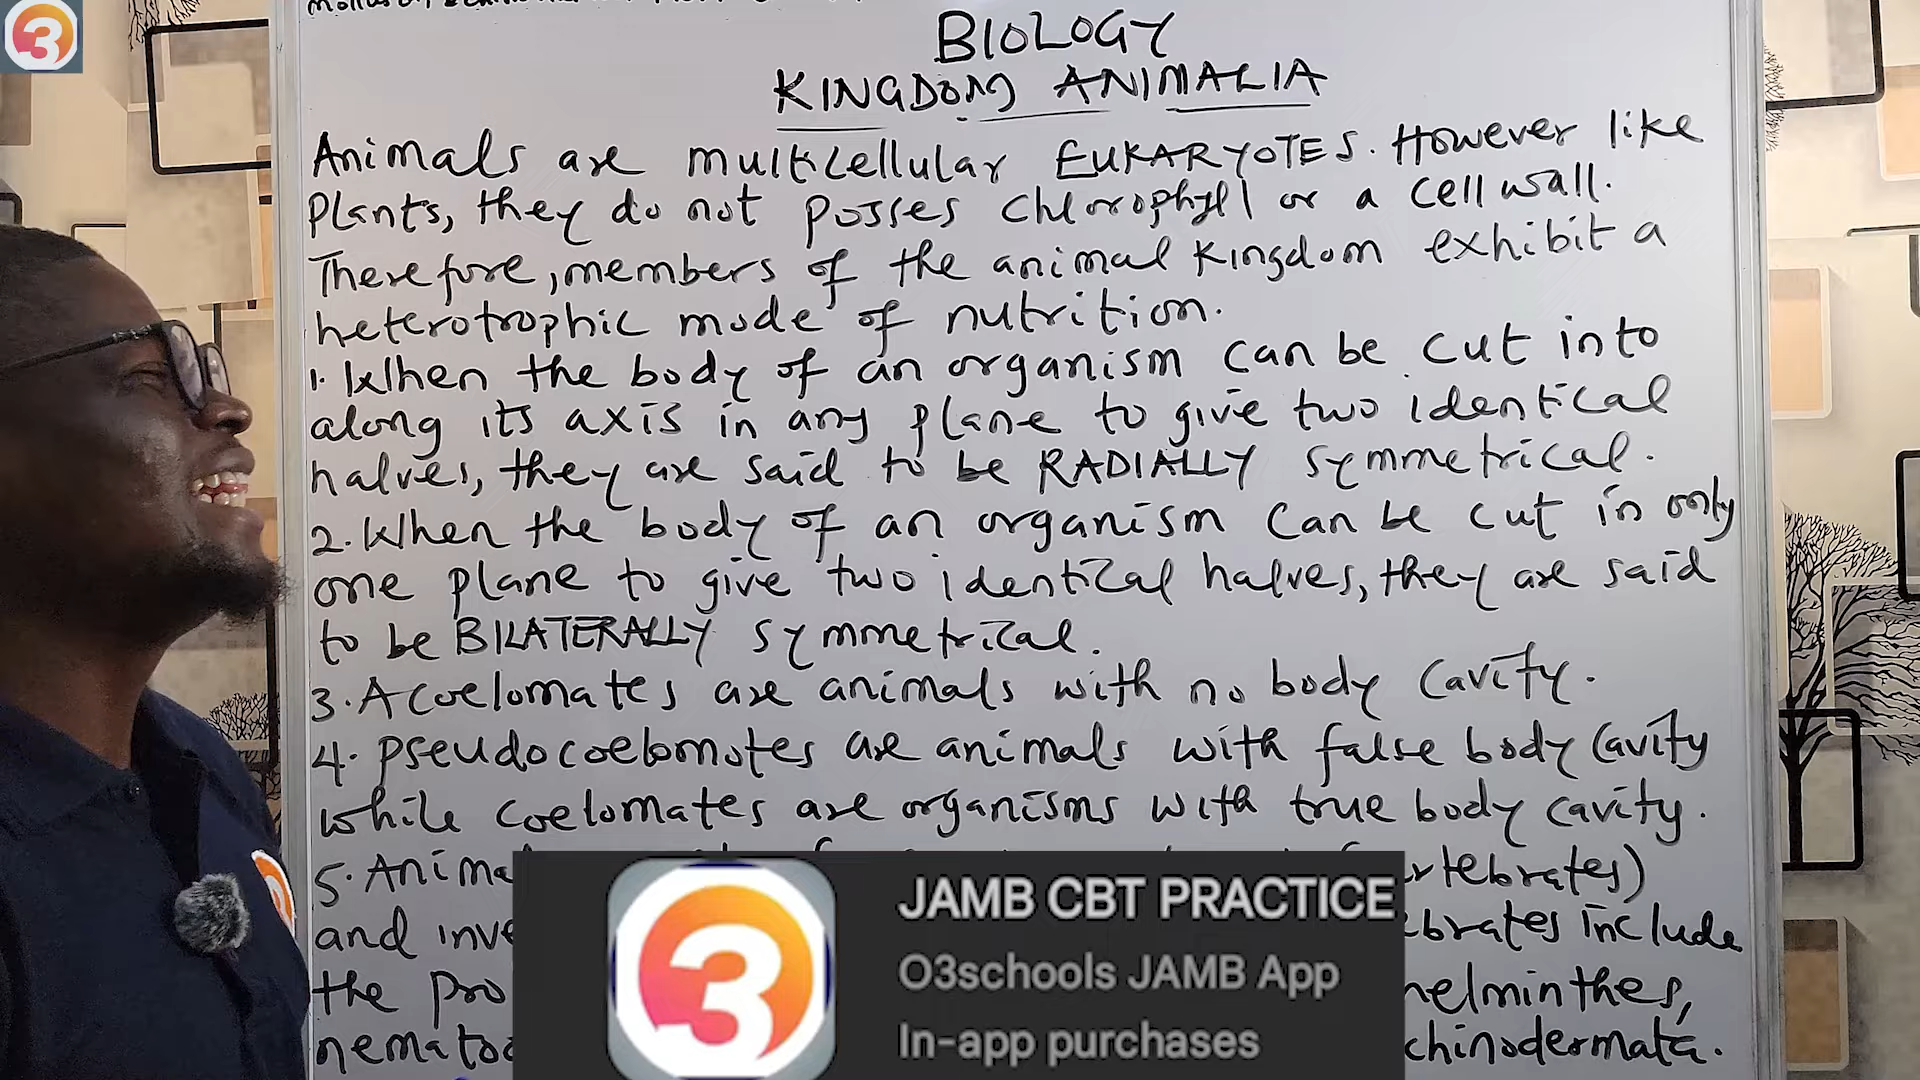 3
BIOLOGY
KINGDOM ANIMALIA
Animals are multicellular EUKARYOTES. However like
Plants, they do not posses chlorophyll or a cell wall.
Therefore, members of the animal Kingdom exhibit a
heterotrophic mode of nutrition.
1. When the body of an organism can be cut into
along its axis in any plane to give two identical
halves, they are said to be RADIALLY symmetrical.
2. When the body of an organism can be cut in only
one plane to give two identical halves, they are said
to be BILATERALLY symmetrical.
3. Acoelomates are animals with no body cavity.
4. Pseudocoelomates are animals with false body cavity
while coelomates are organisms with true body cavity.
5. Anima rtebrates)
and inve ebrates include
the pro helminthes,
nematod chinodermata.
3
JAMB CBT PRACTICE
O3schools JAMB App
In-app purchases